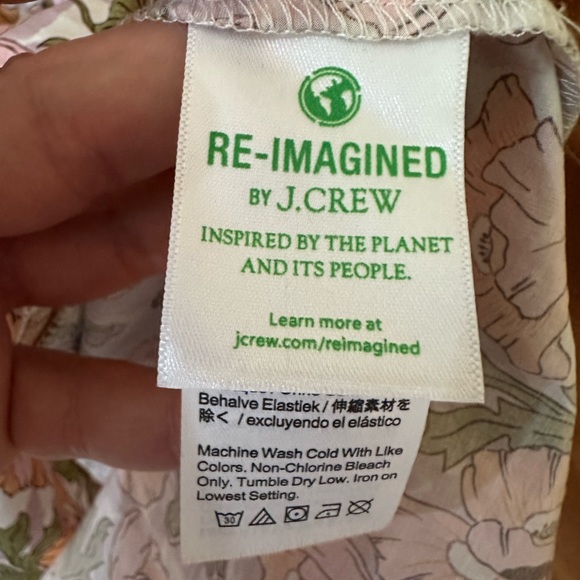 RE-IMAGINED
BY J.CREW
INSPIRED BY THE PLANET
AND ITS PEOPLE.
Learn more at
jcrew.com/reimagined
Behalve Elastiek / 伸縮素材を
除く / excluyendo el elástico
Machine Wash Cold With Like
Colors. Non-Chlorine Bleach
Only. Tumble Dry Low. Iron on
Lowest Setting.
30